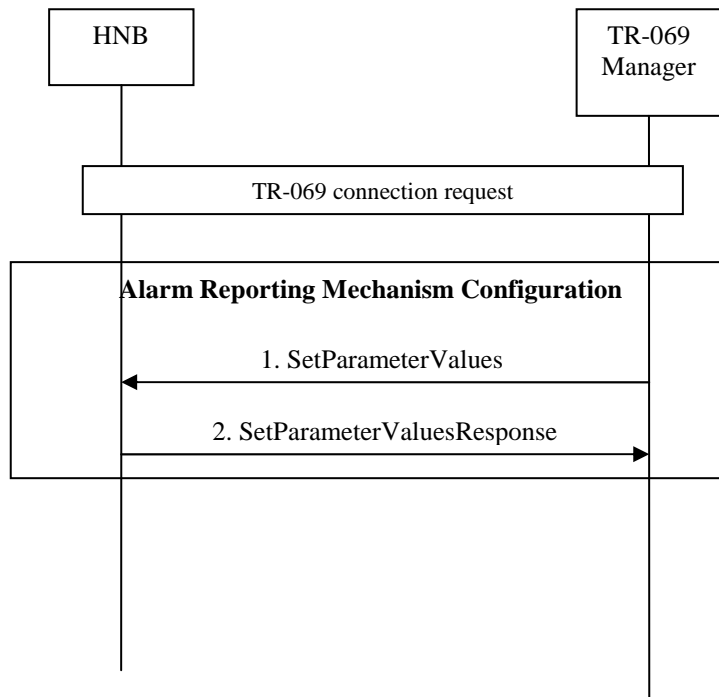 HNB
TR-069
Manager
TR-069 connection request
Alarm Reporting Mechanism Configuration
1. SetParameterValues
2. SetParameterValuesResponse